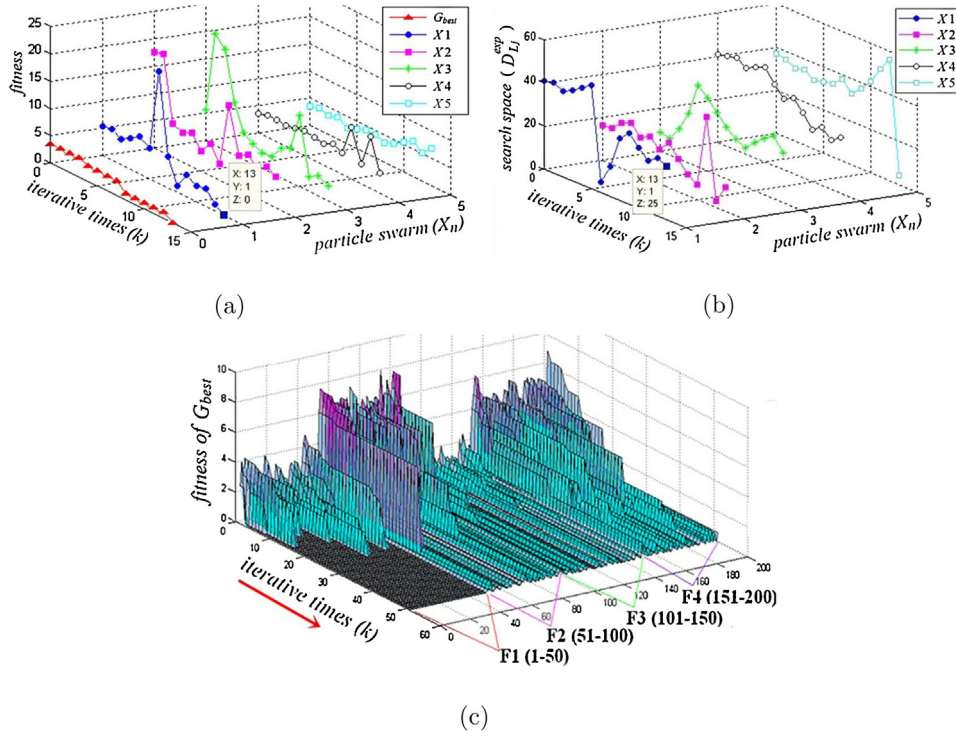 25
20
15
10
5
0
fitness
0
5
10
15
iterative times (k)
0
1
2
3
4
5
particle swarm (Xn)
X: 13
Y: 1
Z: 0
Gbest
X1
X2
X3
X4
X5
(a)
60
40
20
0
search space (D_Lj^exp)
0
5
10
15
iterative times (k)
1
2
3
4
5
particle swarm (Xn)
X: 13
Y: 1
Z: 25
X1
X2
X3
X4
X5
(b)
10
8
6
4
2
0
fitness of Gbest
0
10
20
30
40
50
60
iterative times (k)
0
20
40
60
80
100
120
140
160
180
200
F1 (1-50)
F2 (51-100)
F3 (101-150)
F4 (151-200)
(c)